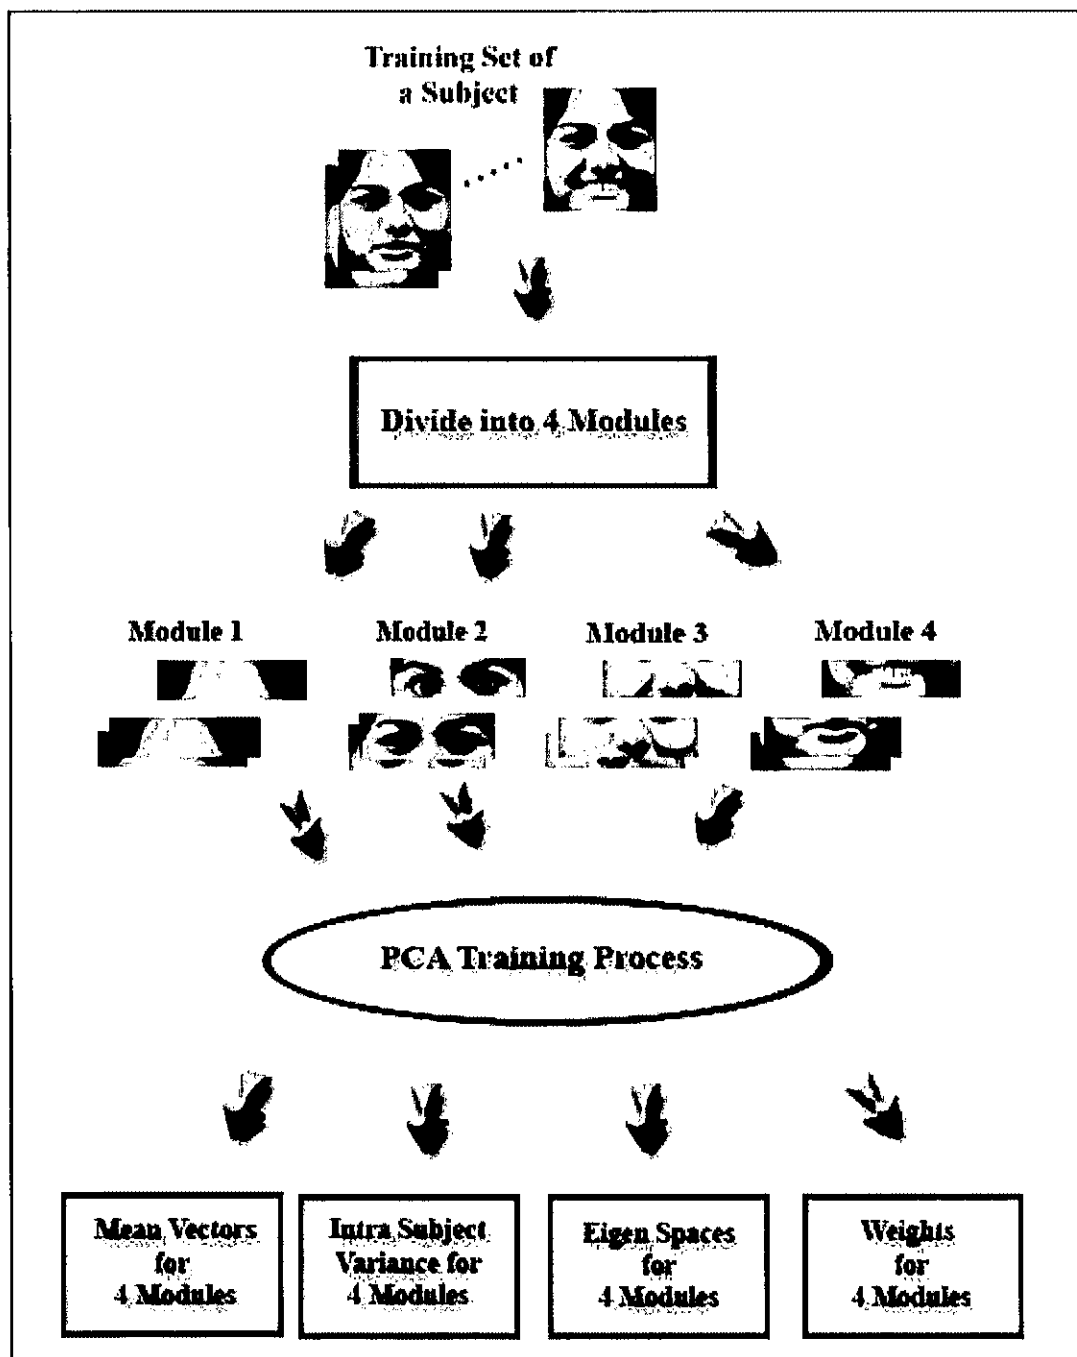 Training Set of
a Subject
Divide into 4 Modules
Module 1
Module 2
Module 3
Module 4
PCA Training Process
Mean Vectors
for
4 Modules
Intra Subject
Variance for
4 Modules
Eigen Spaces
for
4 Modules
Weights
for
4 Modules